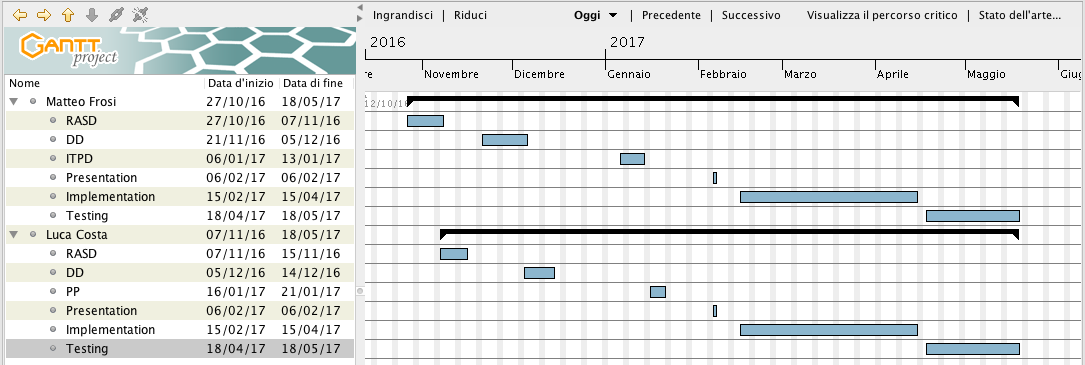 Ingrandisci | Riduci Oggi | Precedente | Successivo Visualizza il percorso critico | Stato dell'arte...
GANTT project
2016 2017
re Novembre Dicembre Gennaio Febbraio Marzo Aprile Maggio Giug
Nome Data d'inizio Data di fine
12/10/16
Matteo Frosi 27/10/16 18/05/17
RASD 27/10/16 07/11/16
DD 21/11/16 05/12/16
ITPD 06/01/17 13/01/17
Presentation 06/02/17 06/02/17
Implementation 15/02/17 15/04/17
Testing 18/04/17 18/05/17
Luca Costa 07/11/16 18/05/17
RASD 07/11/16 15/11/16
DD 05/12/16 14/12/16
PP 16/01/17 21/01/17
Presentation 06/02/17 06/02/17
Implementation 15/02/17 15/04/17
Testing 18/04/17 18/05/17